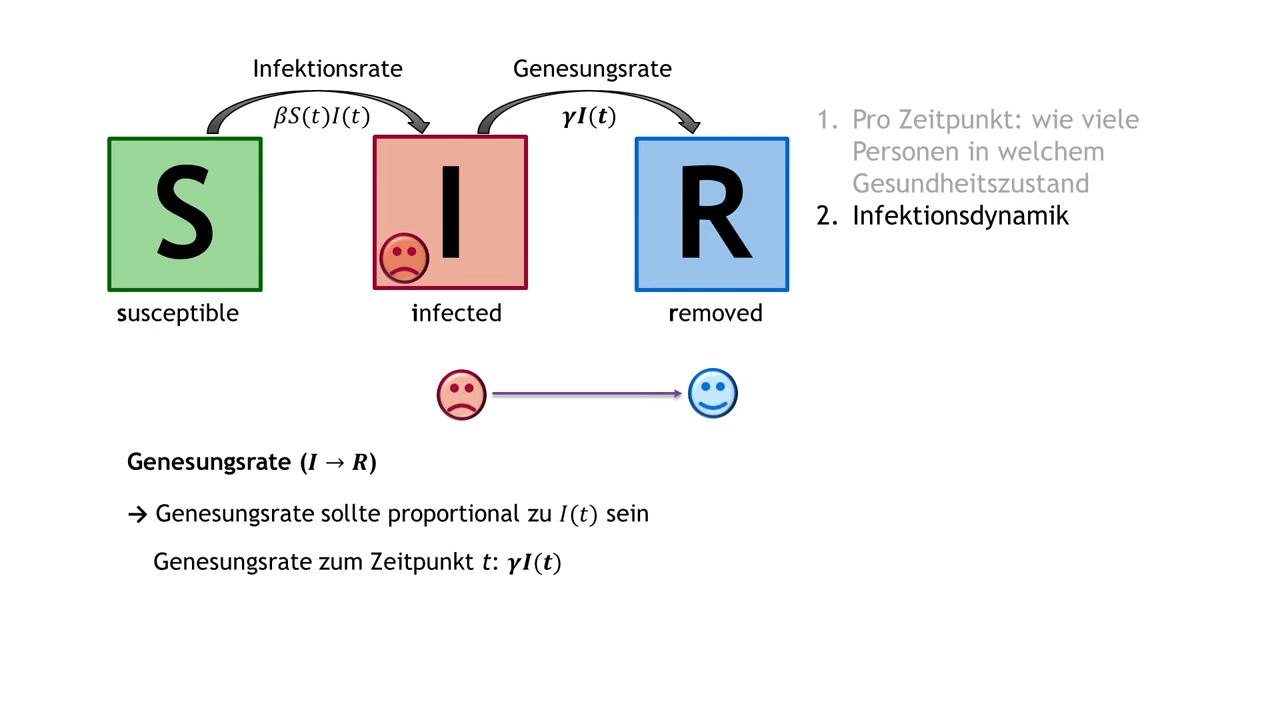 Infektionsrate
Genesungsrate
βS(t)I(t)
γI(t)
S
I
R
susceptible
infected
removed
1. Pro Zeitpunkt: wie viele
Personen in welchem
Gesundheitszustand
2. Infektionsdynamik
Genesungsrate (I → R)
→ Genesungsrate sollte proportional zu I(t) sein
Genesungsrate zum Zeitpunkt t: γI(t)